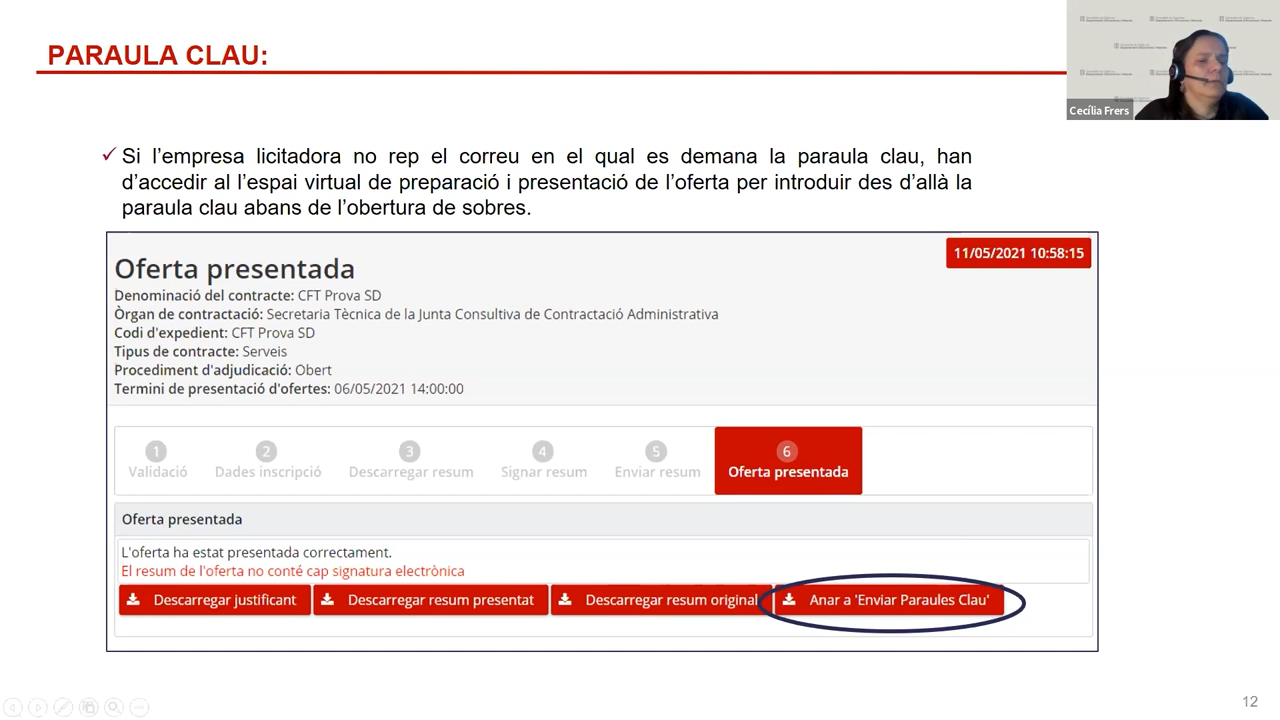 PARAULA CLAU:
Cecília Frers
✓ Si l’empresa licitadora no rep el correu en el qual es demana la paraula clau, han
d’accedir al l’espai virtual de preparació i presentació de l’oferta per introduir des d’allà la
paraula clau abans de l’obertura de sobres.
11/05/2021 10:58:15
Oferta presentada
Denominació del contracte: CFT Prova SD
Òrgan de contractació: Secretaria Tècnica de la Junta Consultiva de Contractació Administrativa
Codi d'expedient: CFT Prova SD
Tipus de contracte: Serveis
Procediment d'adjudicació: Obert
Termini de presentació d'ofertes: 06/05/2021 14:00:00
1 2 3 4 5 6
Validació Dades inscripció Descarregar resum Signar resum Enviar resum Oferta presentada
Oferta presentada
L'oferta ha estat presentada correctament.
El resum de l'oferta no conté cap signatura electrònica
Descarregar justificant Descarregar resum presentat Descarregar resum original Anar a 'Enviar Paraules Clau'
12